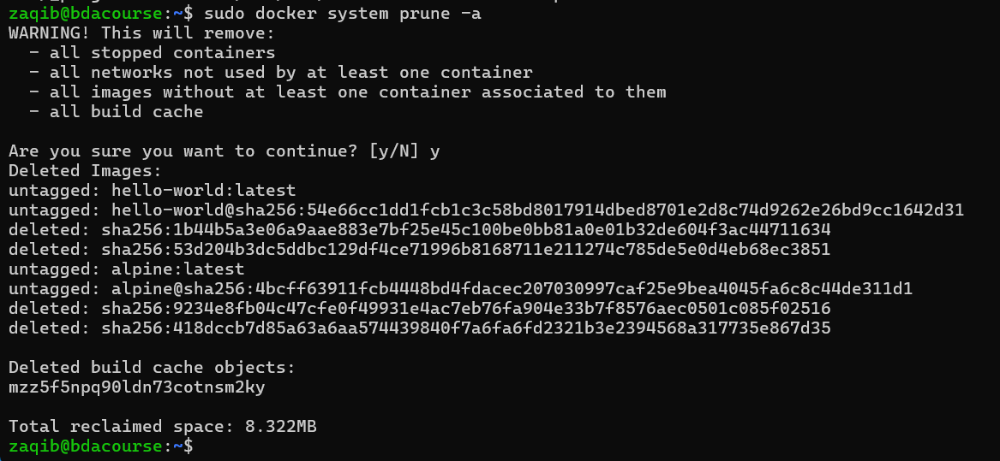 zaqib@bdacourse:~$ sudo docker system prune -a
WARNING! This will remove:
  - all stopped containers
  - all networks not used by at least one container
  - all images without at least one container associated to them
  - all build cache

Are you sure you want to continue? [y/N] y
Deleted Images:
untagged: hello-world:latest
untagged: hello-world@sha256:54e66cc1dd1fcb1c3c58bd8017914dbed8701e2d8c74d9262e26bd9cc1642d31
deleted: sha256:1b44b5a3e06a9aae883e7bf25e45c100be0bb81a0e01b32de604f3ac44711634
deleted: sha256:53d204b3dc5ddbc129df4ce71996b8168711e211274c785de5e0d4eb68ec3851
untagged: alpine:latest
untagged: alpine@sha256:4bcff63911fcb4448bd4fdacec207030997caf25e9bea4045fa6c8c44de311d1
deleted: sha256:9234e8fb04c47cfe0f49931e4ac7eb76fa904e33b7f8576aec0501c085f02516
deleted: sha256:418dccb7d85a63a6aa574439840f7a6fa6fd2321b3e2394568a317735e867d35

Deleted build cache objects:
mzz5f5npq90ldn73cotnsm2ky

Total reclaimed space: 8.322MB
zaqib@bdacourse:~$